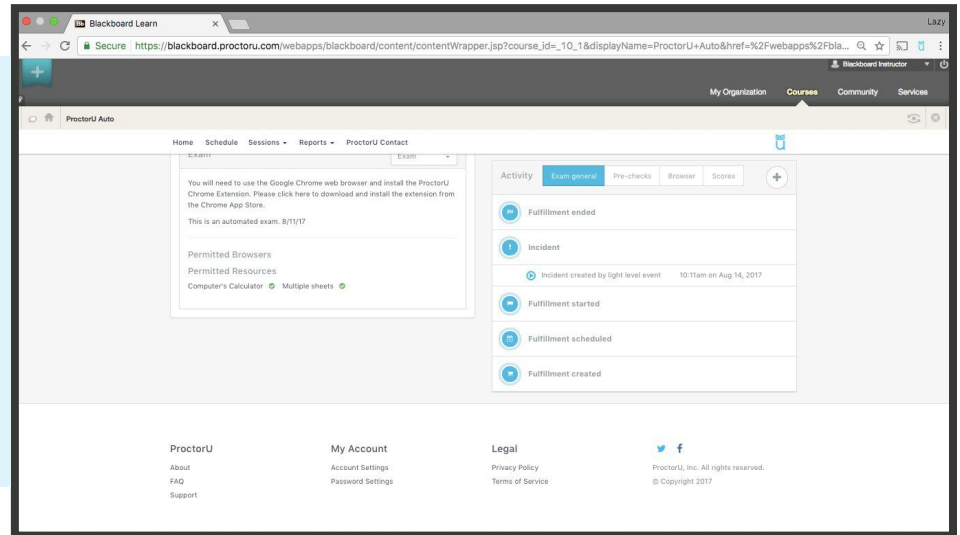 Blackboard Learn
Lazy
Secure https://blackboard.proctoru.com/webapps/blackboard/content/contentWrapper.jsp?course_id=_10_1&displayName=ProctorU+Auto&href=%2Fwebapps%2Fbla...
Blackboard Instructor
My Organization Courses Community Services
ProctorU Auto
Home Schedule Sessions Reports ProctorU Contact
Exam Exam
You will need to use the Google Chrome web browser and install the ProctorU
Chrome Extension. Please click here to download and install the extension from
the Chrome App Store.
This is an automated exam. 8/11/17
Permitted Browsers
Permitted Resources
Computer's Calculator Multiple sheets
Activity Exam general Pre-checks Browser Scores
Fulfillment ended
Incident
Incident created by light level event 10:11am on Aug 14, 2017
Fulfillment started
Fulfillment scheduled
Fulfillment created
ProctorU
About
FAQ
Support
My Account
Account Settings
Password Settings
Legal
Privacy Policy
Terms of Service
ProctorU, Inc. All rights reserved.
© Copyright 2017